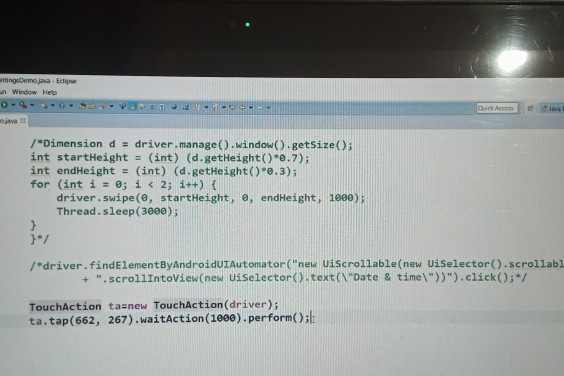 ettingsDemo.java - Eclipse
un Window Help
Quick Access
Java
o.java
/*Dimension d = driver.manage().window().getSize();
int startHeight = (int) (d.getHeight()*0.7);
int endHeight = (int) (d.getHeight()*0.3);
for (int i = 0; i < 2; i++) {
driver.swipe(0, startHeight, 0, endHeight, 1000);
Thread.sleep(3000);
}
}*/
/*driver.findElementByAndroidUIAutomator("new UiScrollable(new UiSelector().scrollabl
+ ".scrollIntoView(new UiSelector().text(\"Date & time\"))").click();*/
TouchAction ta=new TouchAction(driver);
ta.tap(662, 267).waitAction(1000).perform();